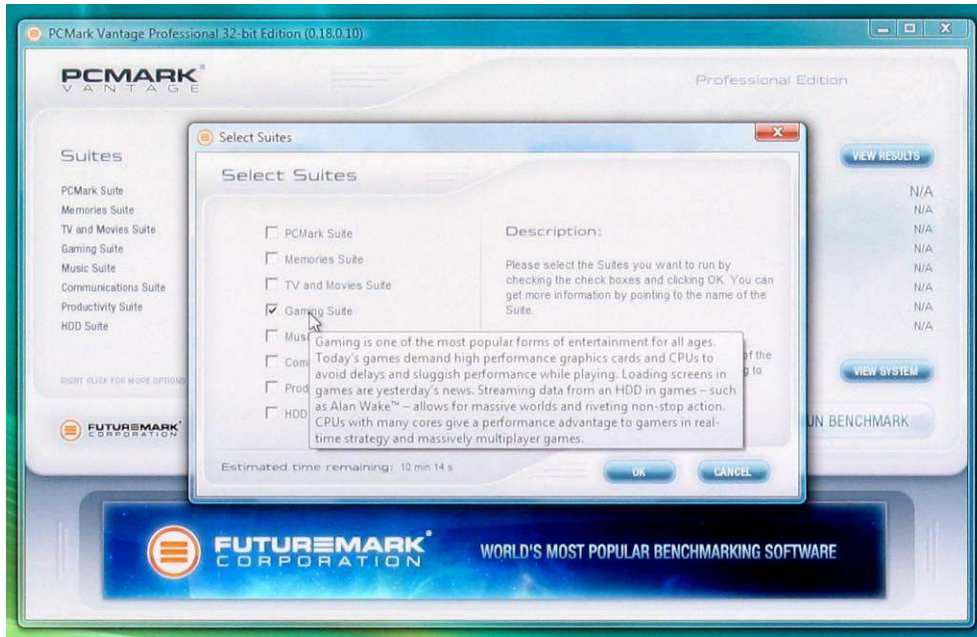 PCMark Vantage Professional 32-bit Edition (0.18.0.10)
PCMARK®
VANTAGE
Professional Edition
Suites
VIEW RESULTS
PCMark Suite N/A
Memories Suite N/A
TV and Movies Suite N/A
Gaming Suite N/A
Music Suite N/A
Communications Suite N/A
Productivity Suite N/A
HDD Suite N/A
RIGHT CLICK FOR MORE OPTIONS
VIEW SYSTEM
FUTUREMARK®
CORPORATION
UN BENCHMARK
Select Suites
Select Suites
PCMark Suite
Memories Suite
TV and Movies Suite
Gaming Suite
Musi
Com
Prod
HDD
Description:
Please select the Suites you want to run by
checking the check boxes and clicking OK. You can
get more information by pointing to the name of the
Suite.
of the
g to
Gaming is one of the most popular forms of entertainment for all ages.
Today's games demand high performance graphics cards and CPUs to
avoid delays and sluggish performance while playing. Loading screens in
games are yesterday's news. Streaming data from an HDD in games – such
as Alan Wake™ – allows for massive worlds and riveting non-stop action.
CPUs with many cores give a performance advantage to gamers in real-
time strategy and massively multiplayer games.
Estimated time remaining: 10 min 14 s
OK
CANCEL
FUTUREMARK®
CORPORATION
WORLD'S MOST POPULAR BENCHMARKING SOFTWARE